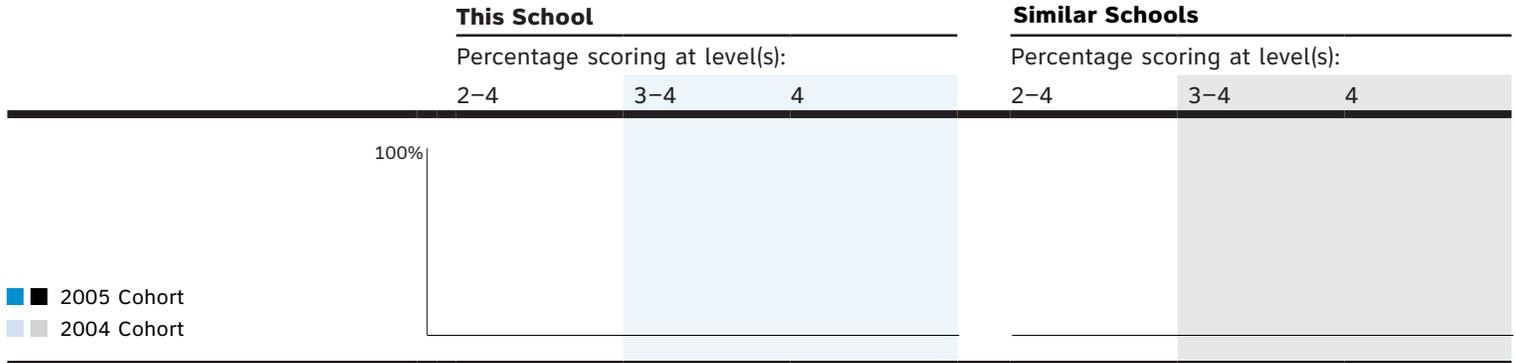 This School
Similar Schools
Percentage scoring at level(s):
Percentage scoring at level(s):
2–4 3–4 4
2–4 3–4 4
100%
2005 Cohort
2004 Cohort